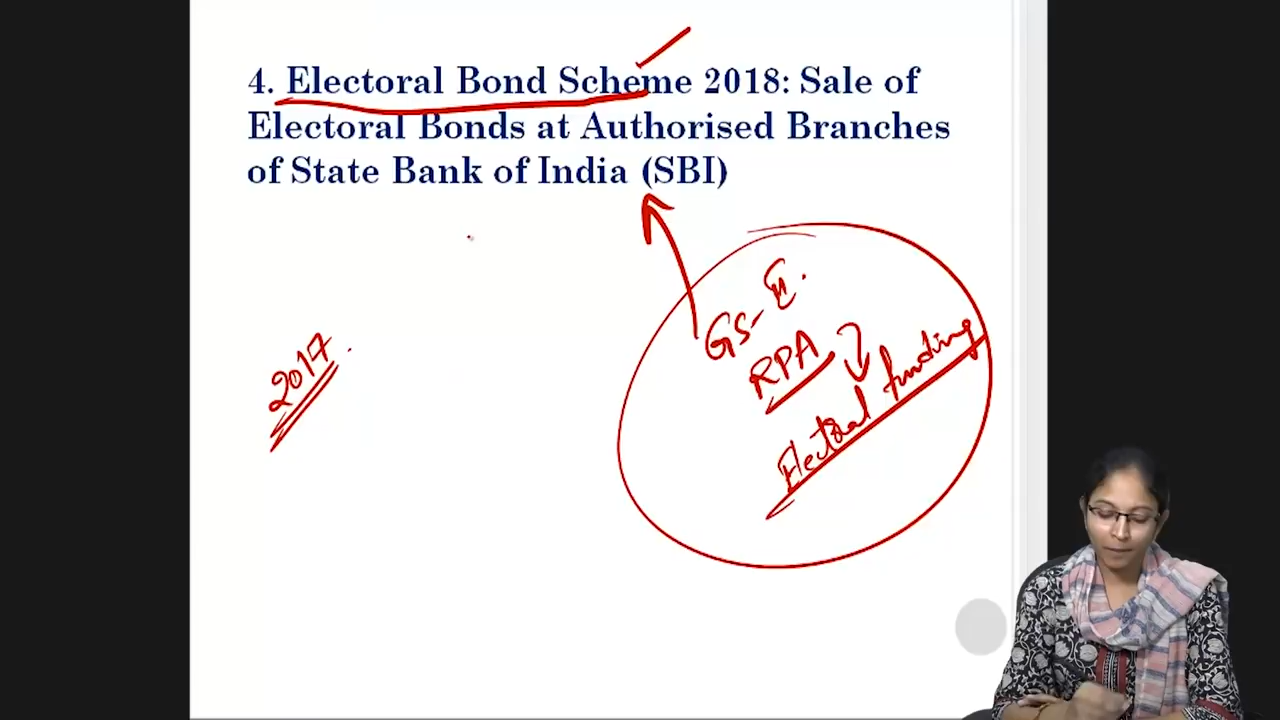 4. Electoral Bond Scheme 2018: Sale of
Electoral Bonds at Authorised Branches
of State Bank of India (SBI)
GS-II.
RPA
Electoral funding
2017